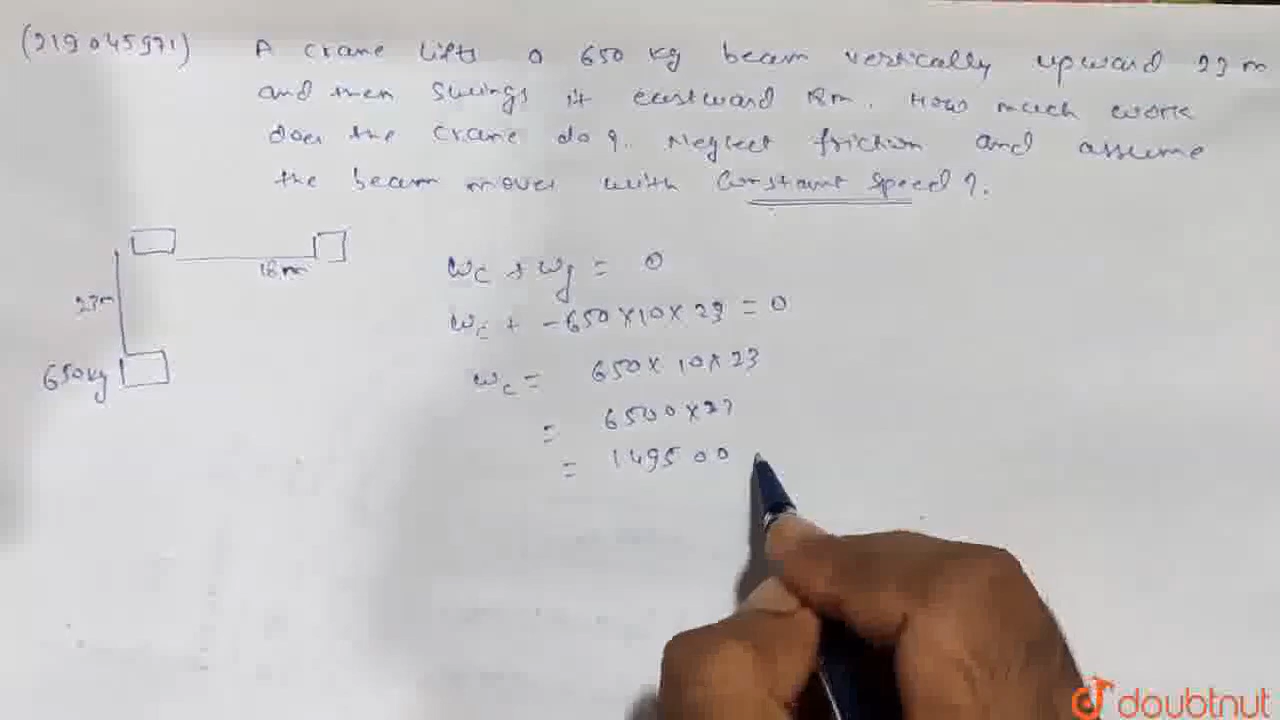 (219045971) A crane lifts a 650 kg beam vertically upward 23 m
and then swings it eastward 18m. How much work
does the crane do?. Neglect friction and assume
the beam moves with Constant speed?.
18m
23m
650kg
Wc + Wg = 0
Wc + -650×10×23 = 0
Wc = 650×10×23
= 6500×23
= 149500
doubtnut